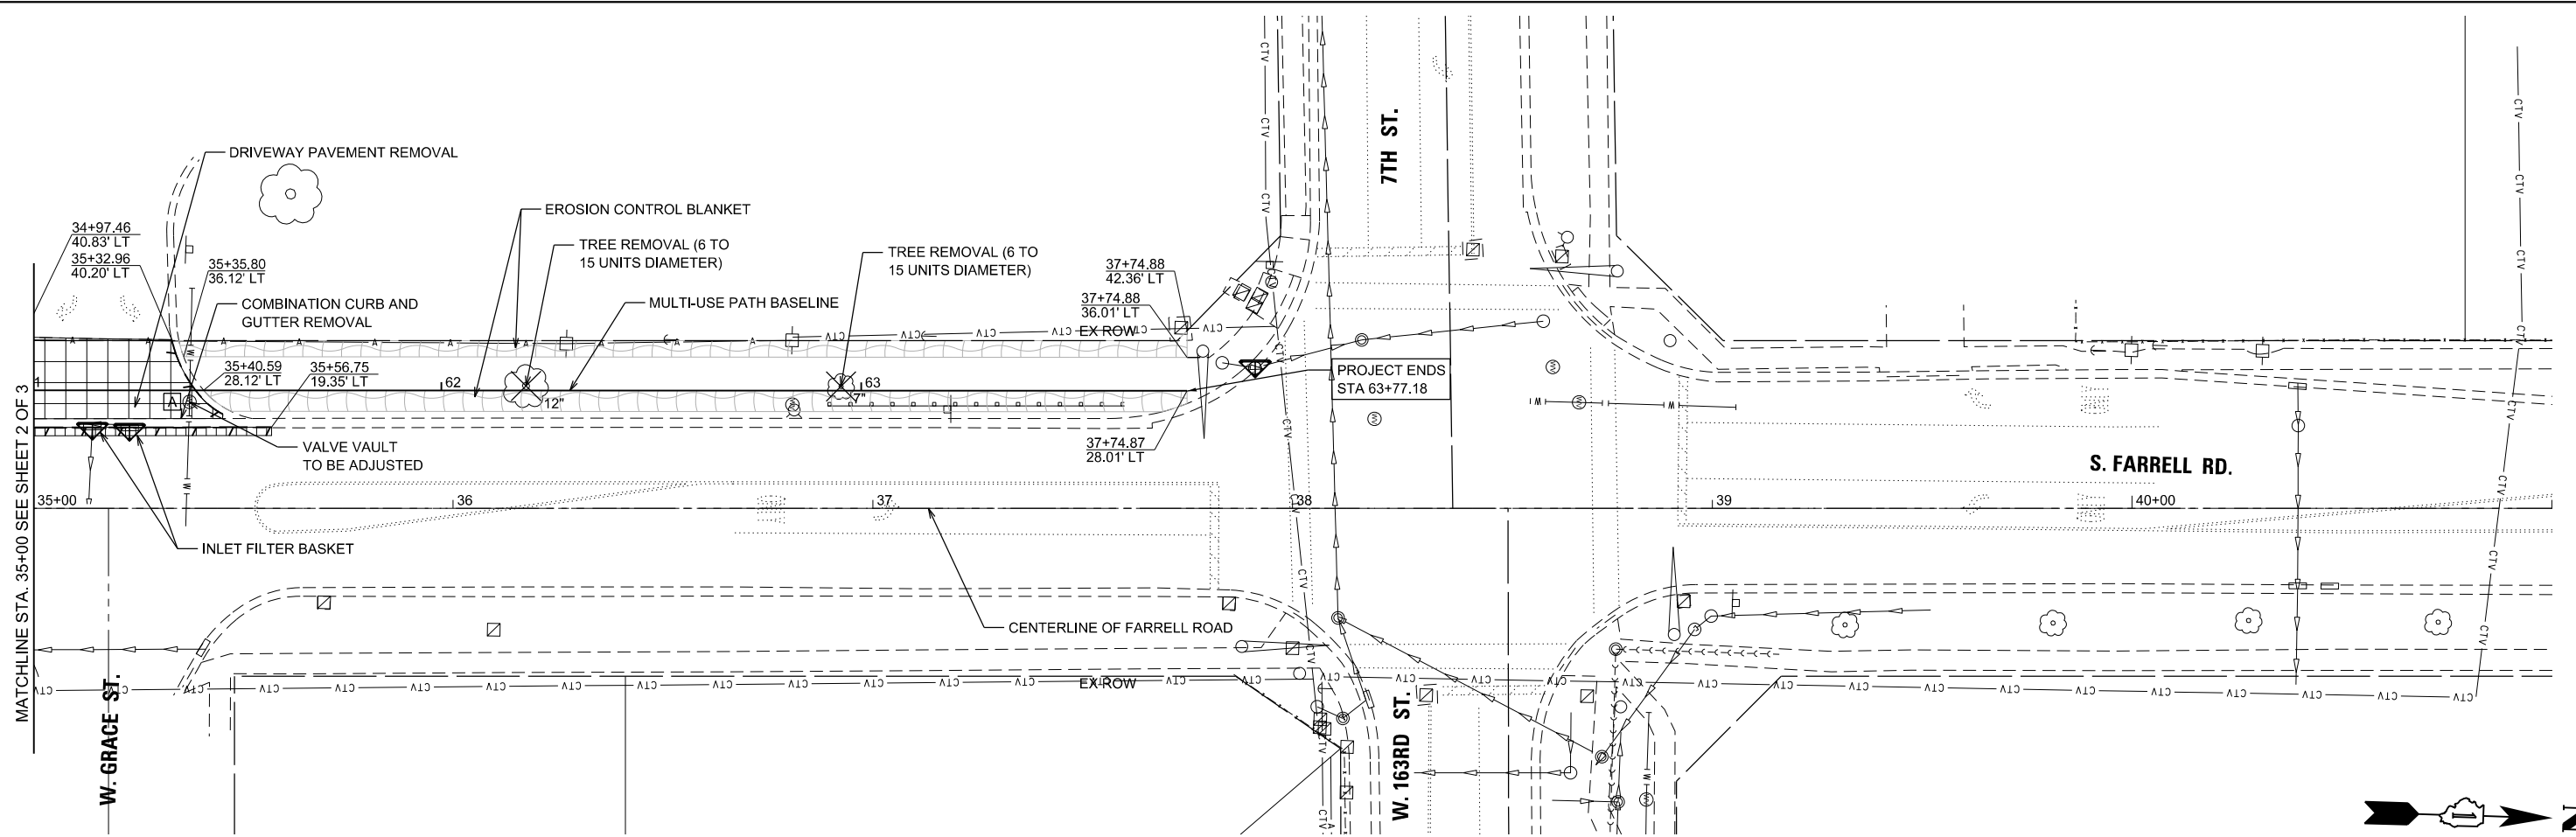 DRIVEWAY PAVEMENT REMOVAL
EROSION CONTROL BLANKET
TREE REMOVAL (6 TO
15 UNITS DIAMETER)
TREE REMOVAL (6 TO
15 UNITS DIAMETER)
34+97.46
40.83' LT
35+32.96
40.20' LT
35+35.80
36.12' LT
COMBINATION CURB AND
GUTTER REMOVAL
MULTI-USE PATH BASELINE
37+74.88
42.36' LT
37+74.88
36.01' LT
EX ROW
7TH ST.
35+40.59
28.12' LT
35+56.75
19.35' LT
62
12"
63
7"
A
PROJECT ENDS
STA 63+77.18
37+74.87
28.01' LT
VALVE VAULT
TO BE ADJUSTED
S. FARRELL RD.
35+00
36
37
38
39
40+00
INLET FILTER BASKET
CENTERLINE OF FARRELL ROAD
EX ROW
MATCHLINE STA. 35+00 SEE SHEET 2 OF 3
W. GRACE ST.
W. 163RD ST.
CTV
W
N